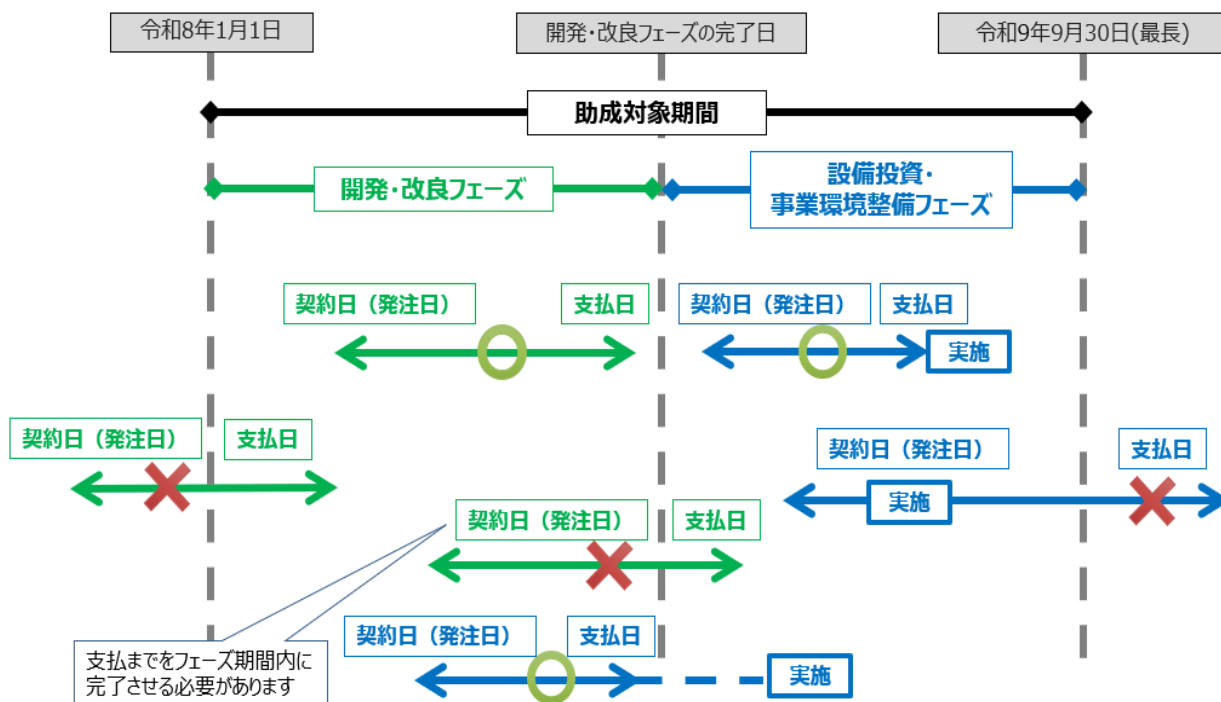 令和8年1月1日
開発・改良フェーズの完了日
令和9年9月30日(最長)
助成対象期間
開発・改良フェーズ
設備投資・
事業環境整備フェーズ
契約日（発注日）
支払日
契約日（発注日）
支払日
実施
契約日（発注日）
支払日
契約日（発注日）
支払日
実施
契約日（発注日）
支払日
支払までをフェーズ期間内に
完了させる必要があります
契約日（発注日）
支払日
実施